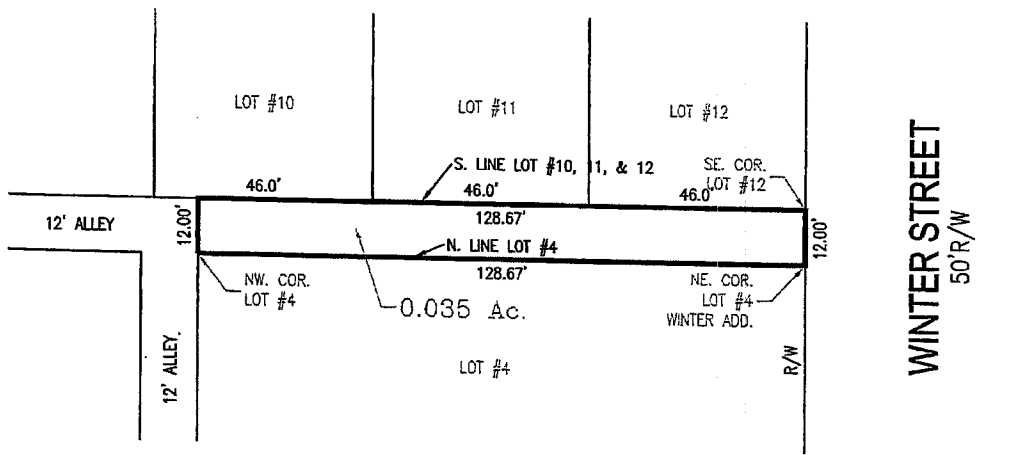 LOT #10
LOT #11
LOT #12
S. LINE LOT #10, 11, & 12
SE. COR.
LOT #12
46.0'
46.0'
46.0'
12' ALLEY
12.00'
128.67'
12.00'
N. LINE LOT #4
128.67'
NW. COR.
LOT #4
NE. COR.
LOT #4
WINTER ADD.
0.035 Ac.
12' ALLEY.
LOT #4
R/W
WINTER STREET
50'R/W